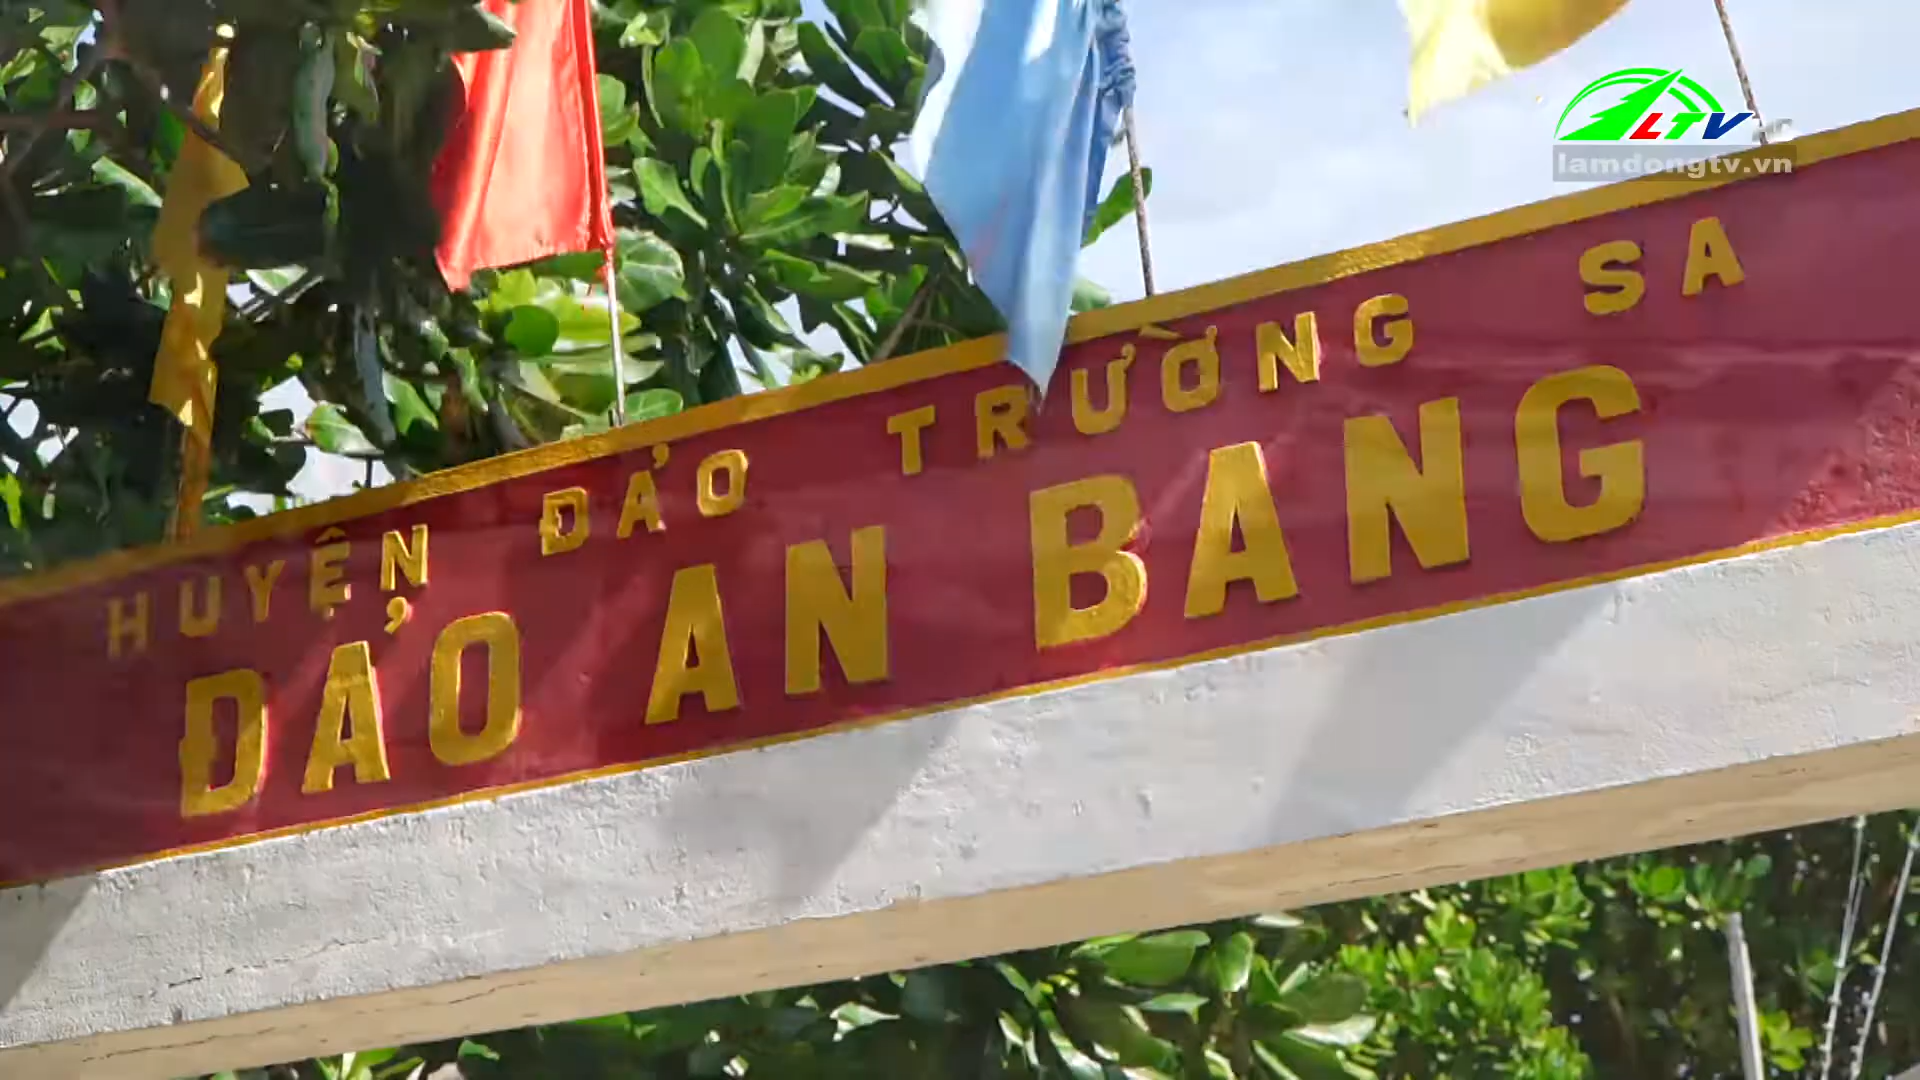 LTV
lamdongtv.vn
HUYỆN ĐẢO TRƯỜNG SA
ĐẢO AN BANG